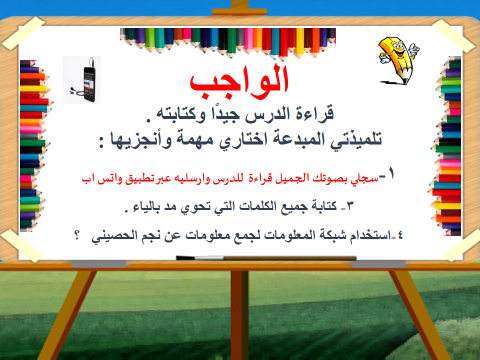 الواجب
قراءة الدرس جيدًا وكتابته .
تلميذتي المبدعة اختاري مهمة وأنجزيها :
١-سجلي بصوتك الجميل قراءة للدرس وارسليه عبر تطبيق واتس اب
٣- كتابة جميع الكلمات التي تحوي مد بالياء .
٤-استخدام شبكة المعلومات لجمع معلومات عن نجم الحصيني ؟